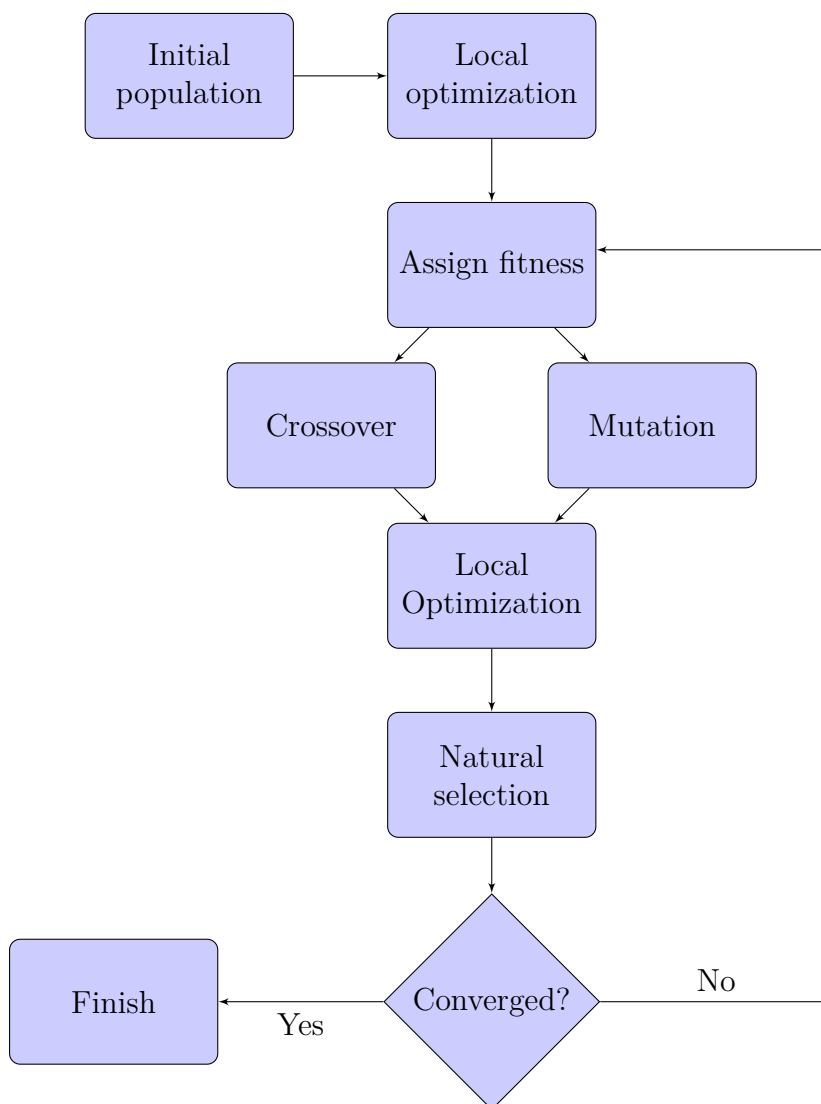 Initial
population
Local
optimization
Assign fitness
Crossover
Mutation
Local
Optimization
Natural
selection
Converged?
No
Yes
Finish